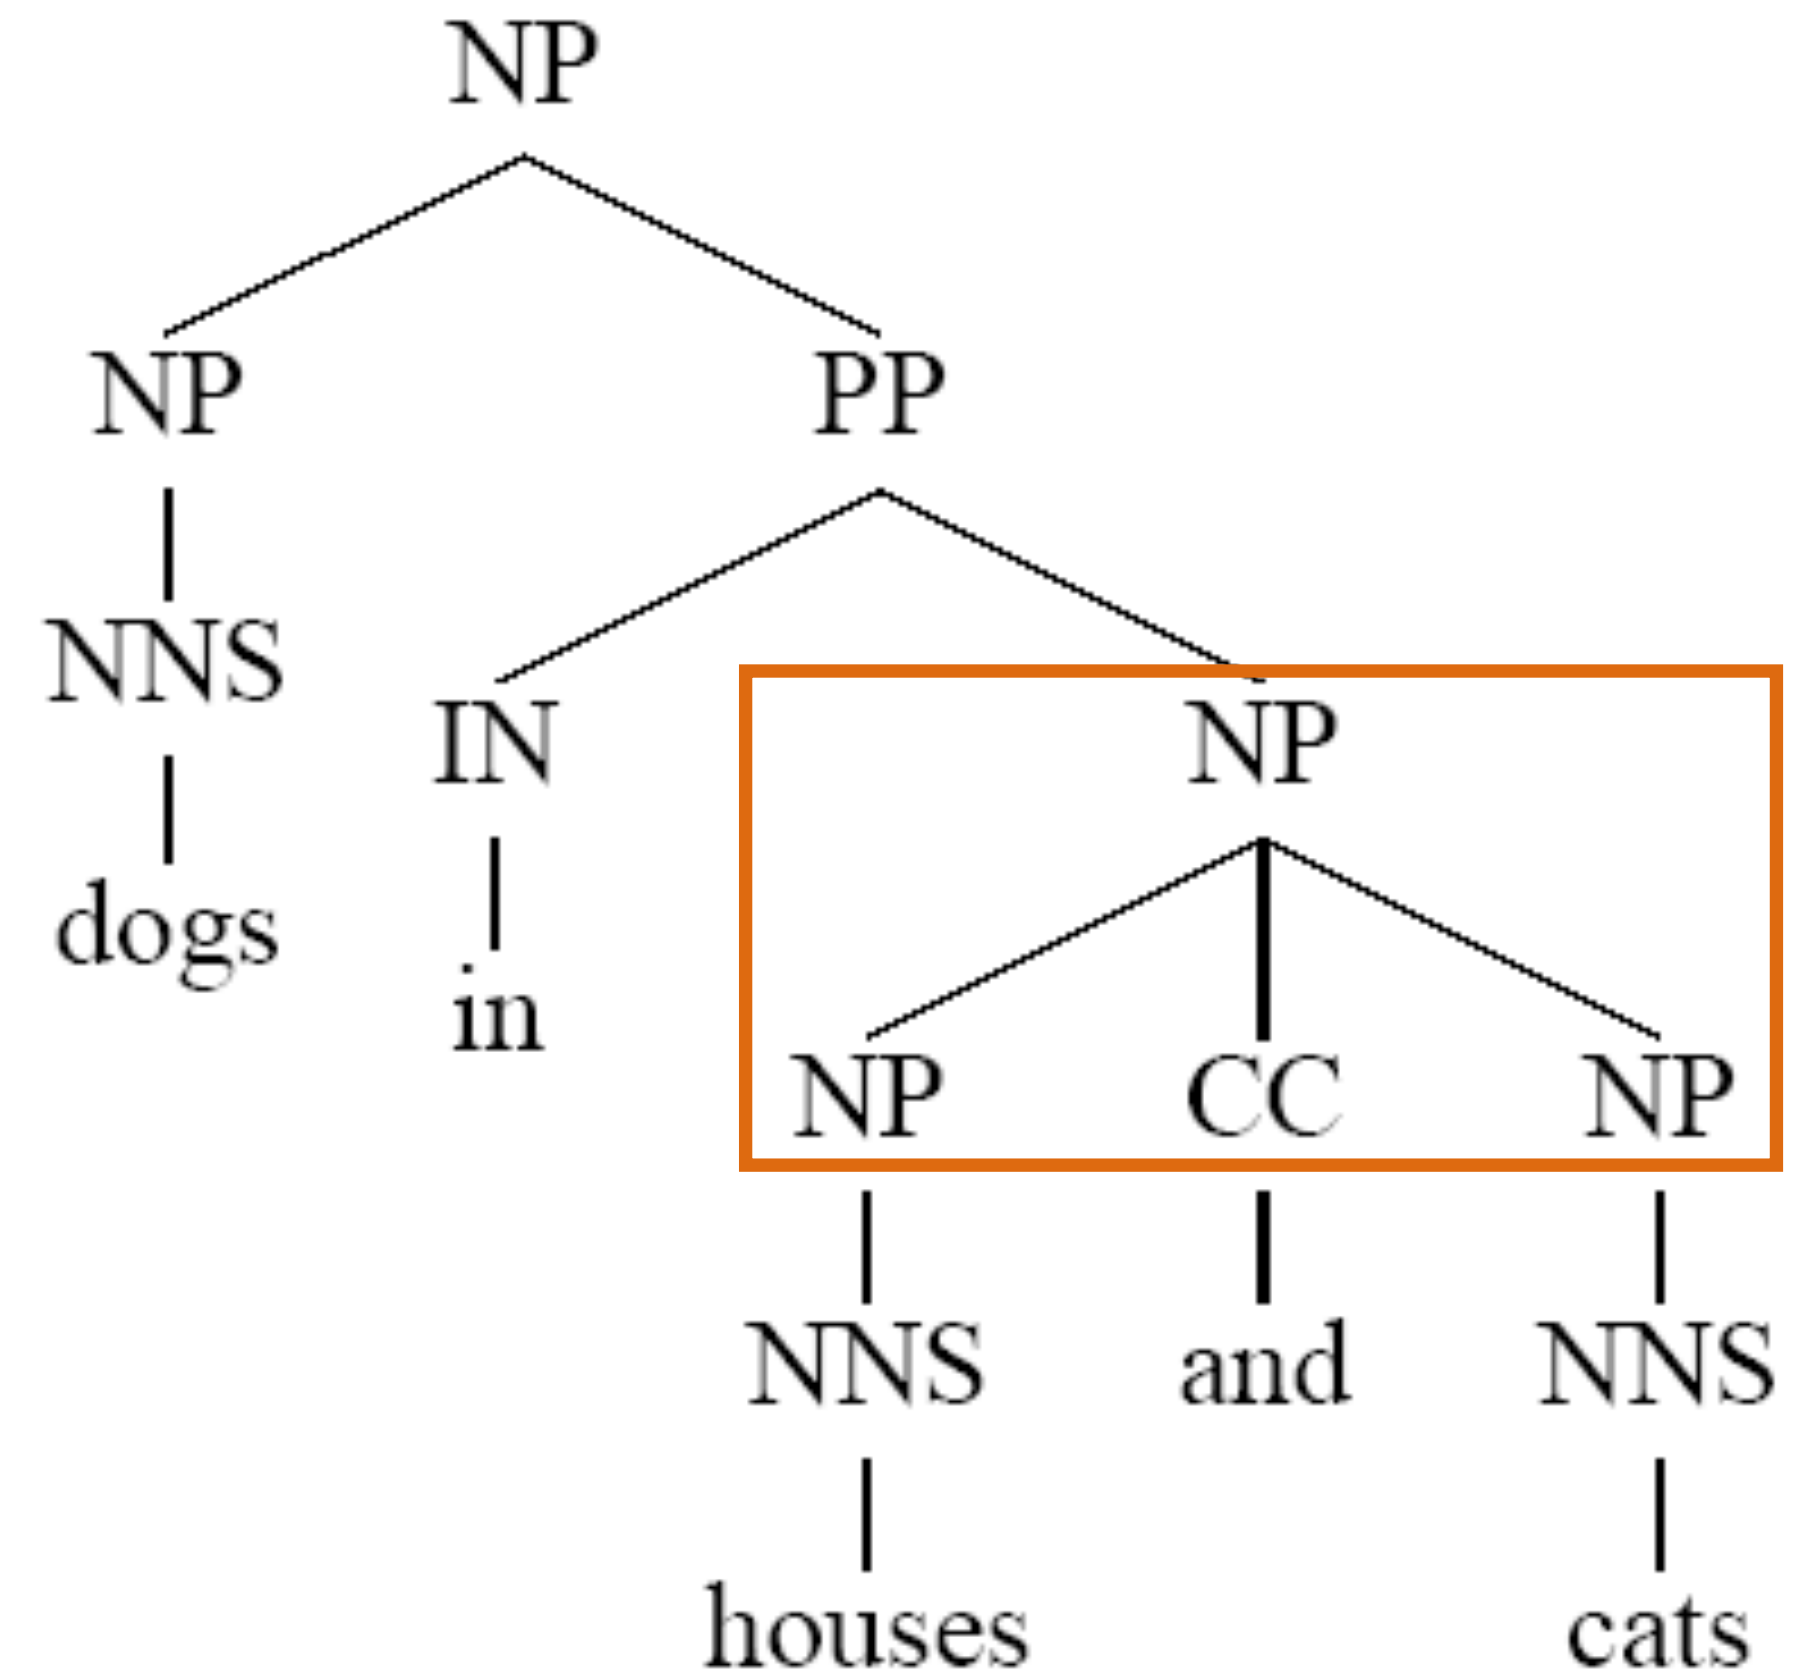 NP
NP PP
NNS IN NP
dogs in
NP CC NP
NNS and NNS
houses cats